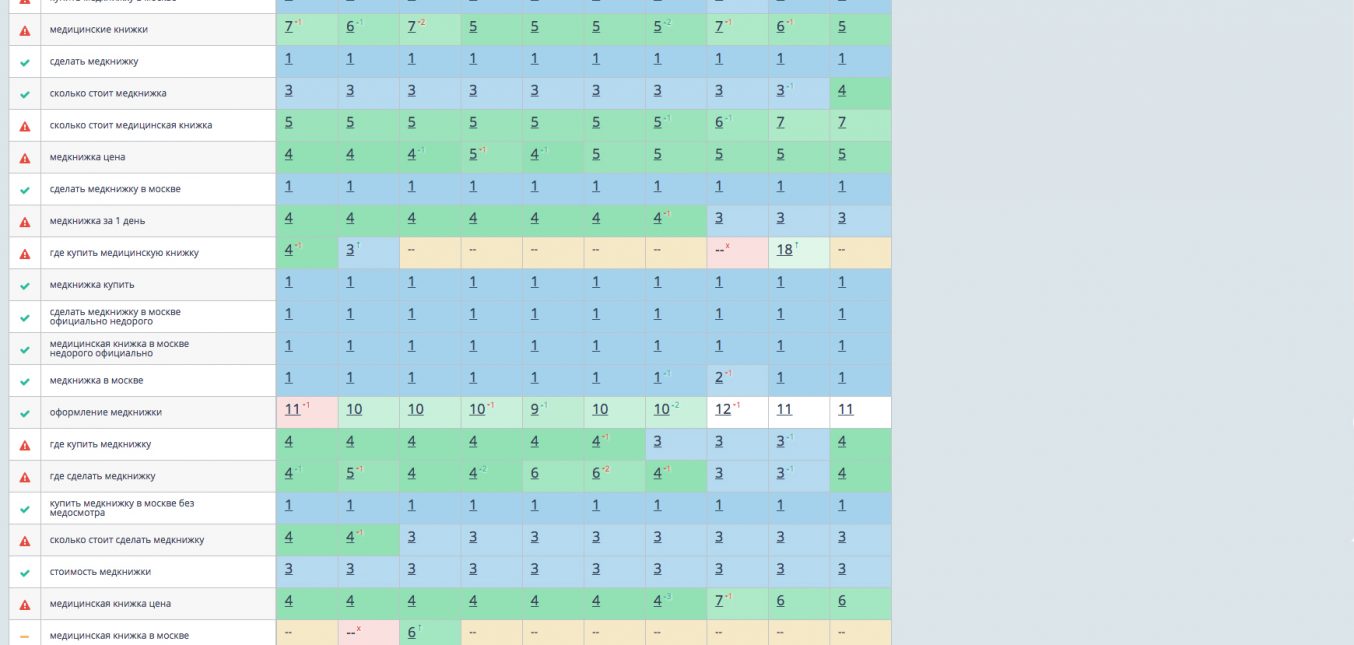 купить медкнижку в москве
медицинские книжки 7+1 6-1 7+2 5 5 5 5-2 7+1 6+1 5
сделать медкнижку 1 1 1 1 1 1 1 1 1 1
сколько стоит медкнижка 3 3 3 3 3 3 3 3 3-1 4
сколько стоит медицинская книжка 5 5 5 5 5 5 5-1 6-1 7 7
медкнижка цена 4 4 4-1 5+1 4-1 5 5 5 5 5
сделать медкнижку в москве 1 1 1 1 1 1 1 1 1 1
медкнижка за 1 день 4 4 4 4 4 4 4+1 3 3 3
где купить медицинскую книжку 4+1 3↑ -- -- -- -- -- --x 18↑ --
медкнижка купить 1 1 1 1 1 1 1 1 1 1
сделать медкнижку в москве
официально недорого 1 1 1 1 1 1 1 1 1 1
медицинская книжка в москве
недорого официально 1 1 1 1 1 1 1 1 1 1
медкнижка в москве 1 1 1 1 1 1 1-1 2+1 1 1
оформление медкнижки 11+1 10 10 10+1 9-1 10 10-2 12+1 11 11
где купить медкнижку 4 4 4 4 4 4+1 3 3 3-1 4
где сделать медкнижку 4-1 5+1 4 4-2 6 6+2 4+1 3 3-1 4
купить медкнижку в москве без
медосмотра 1 1 1 1 1 1 1 1 1 1
сколько стоит сделать медкнижку 4 4+1 3 3 3 3 3 3 3 3
стоимость медкнижки 3 3 3 3 3 3 3 3 3 3
медицинская книжка цена 4 4 4 4 4 4 4-3 7+1 6 6
медицинская книжка в москве -- --x 6↑ -- -- -- -- -- -- --